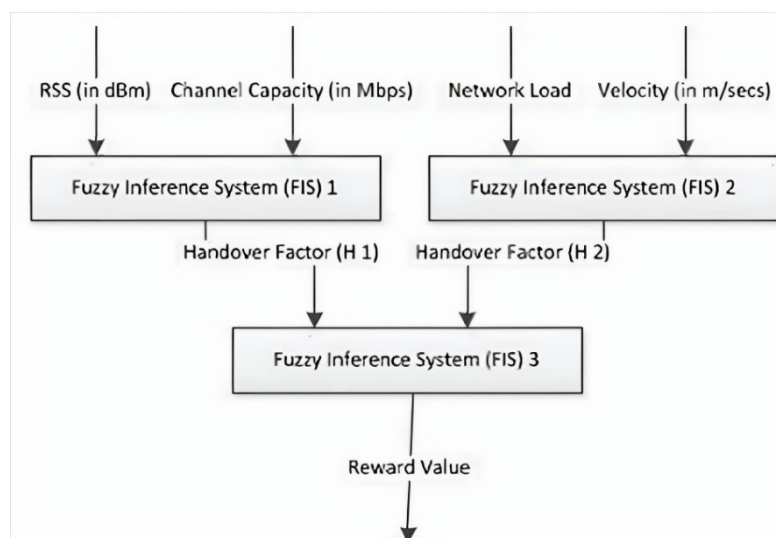 RSS (in dBm) Channel Capacity (in Mbps) Network Load Velocity (in m/secs)
Fuzzy Inference System (FIS) 1 Fuzzy Inference System (FIS) 2
Handover Factor (H 1) Handover Factor (H 2)
Fuzzy Inference System (FIS) 3
Reward Value